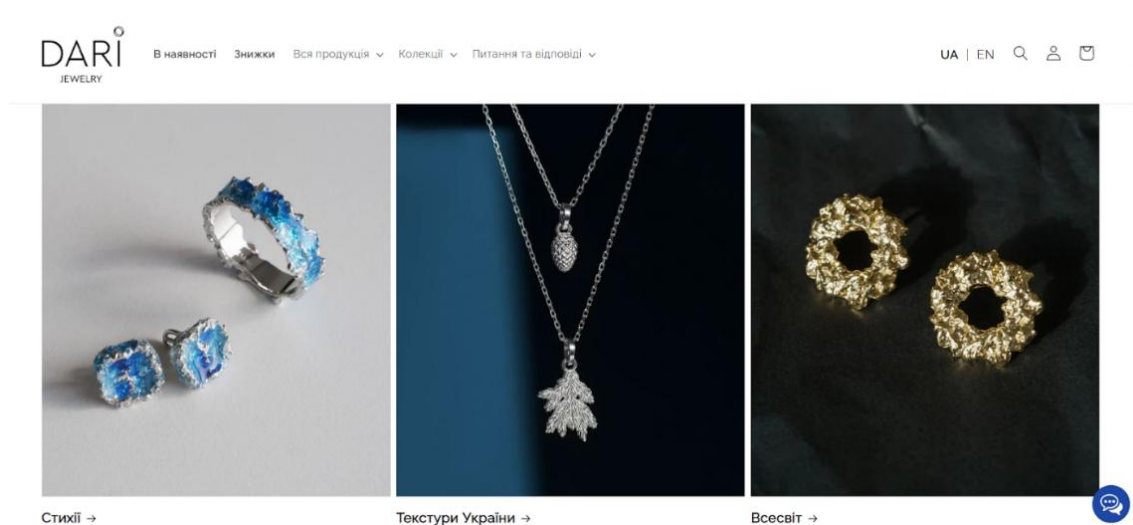 DARI
JEWELRY
В наявності Знижки Вся продукція Колекції Питання та відповіді
UA | EN
Стихії →
Текстури України →
Всесвіт →